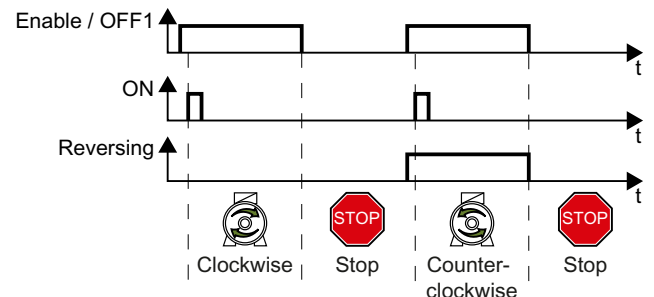 Enable / OFF1
t
ON
t
Reversing
t
STOP STOP
Clockwise Stop Counter- Stop
clockwise